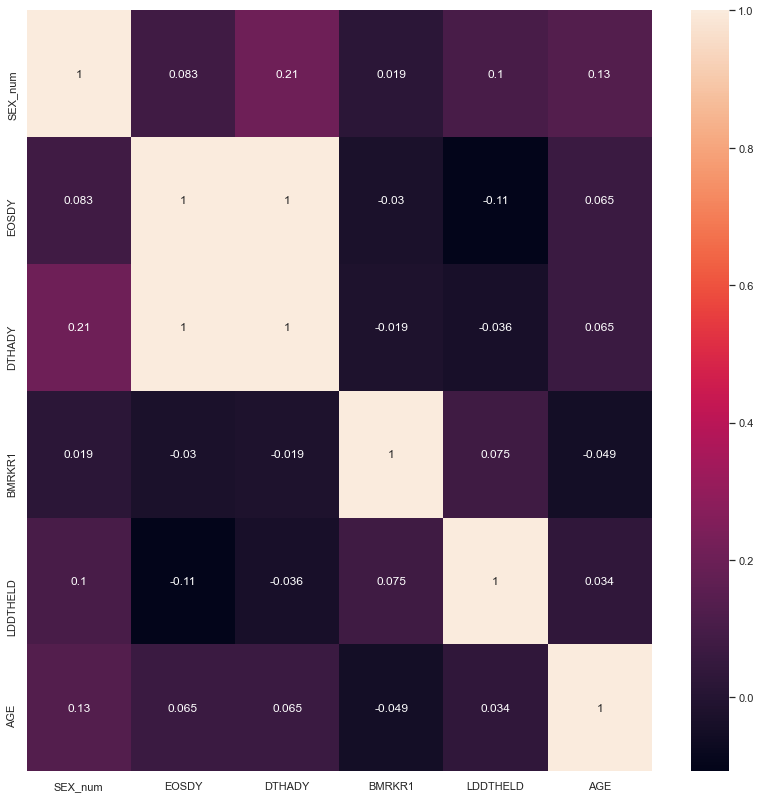 SEX_num 1 0.083 0.21 0.019 0.1 0.13
EOSDY 0.083 1 1 -0.03 -0.11 0.065
DTHADY 0.21 1 1 -0.019 -0.036 0.065
BMRKR1 0.019 -0.03 -0.019 1 0.075 -0.049
LDDTHELD 0.1 -0.11 -0.036 0.075 1 0.034
AGE 0.13 0.065 0.065 -0.049 0.034 1
SEX_num EOSDY DTHADY BMRKR1 LDDTHELD AGE
1.0
0.8
0.6
0.4
0.2
0.0